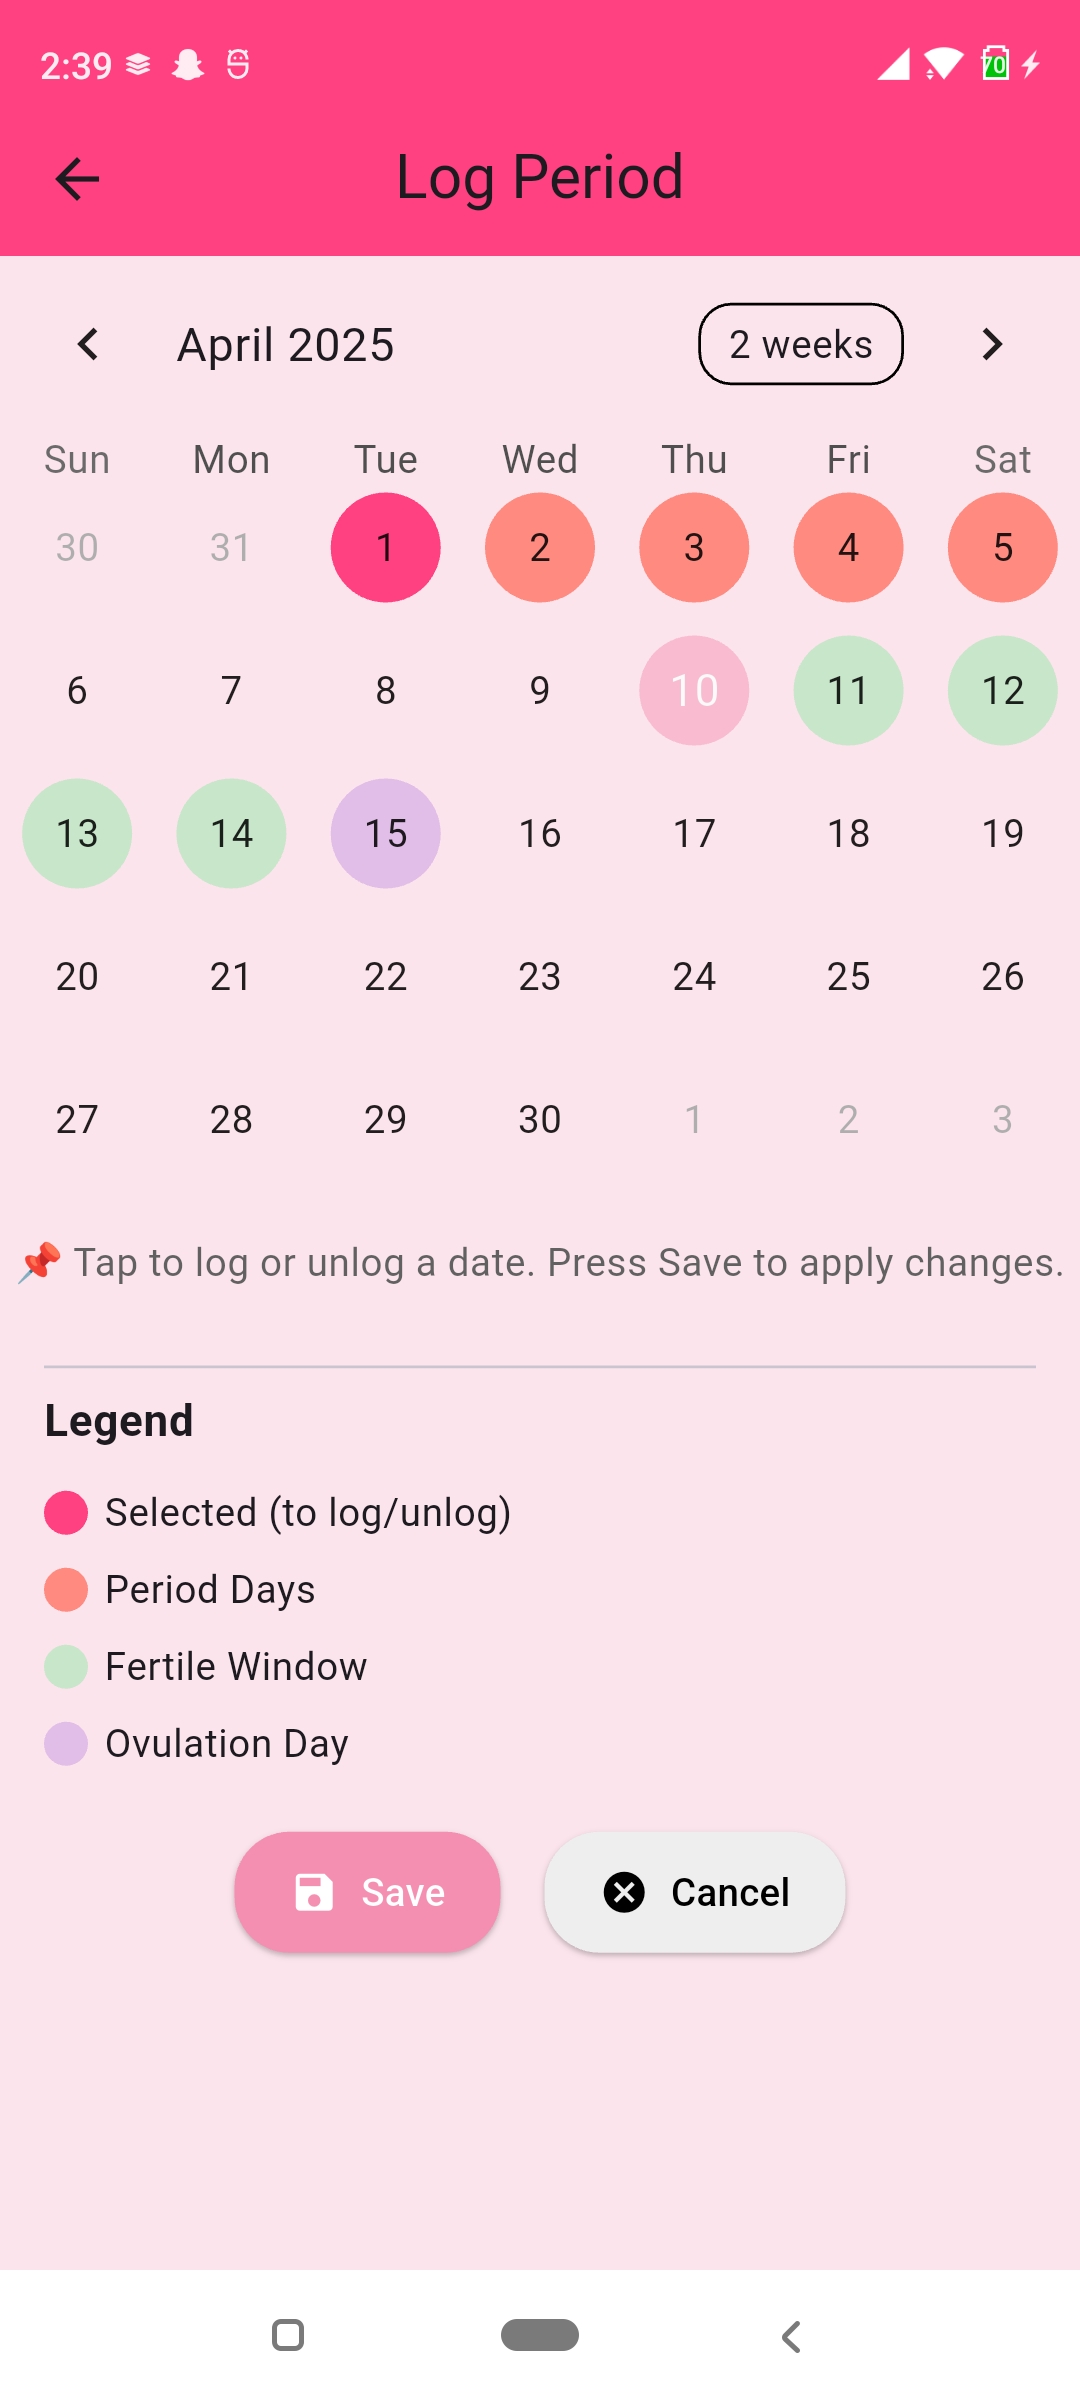 2:39
70
Log Period
April 2025
2 weeks
Sun Mon Tue Wed Thu Fri Sat
30 31 1 2 3 4 5
6 7 8 9 10 11 12
13 14 15 16 17 18 19
20 21 22 23 24 25 26
27 28 29 30 1 2 3
📌 Tap to log or unlog a date. Press Save to apply changes.
Legend
Selected (to log/unlog)
Period Days
Fertile Window
Ovulation Day
Save
Cancel